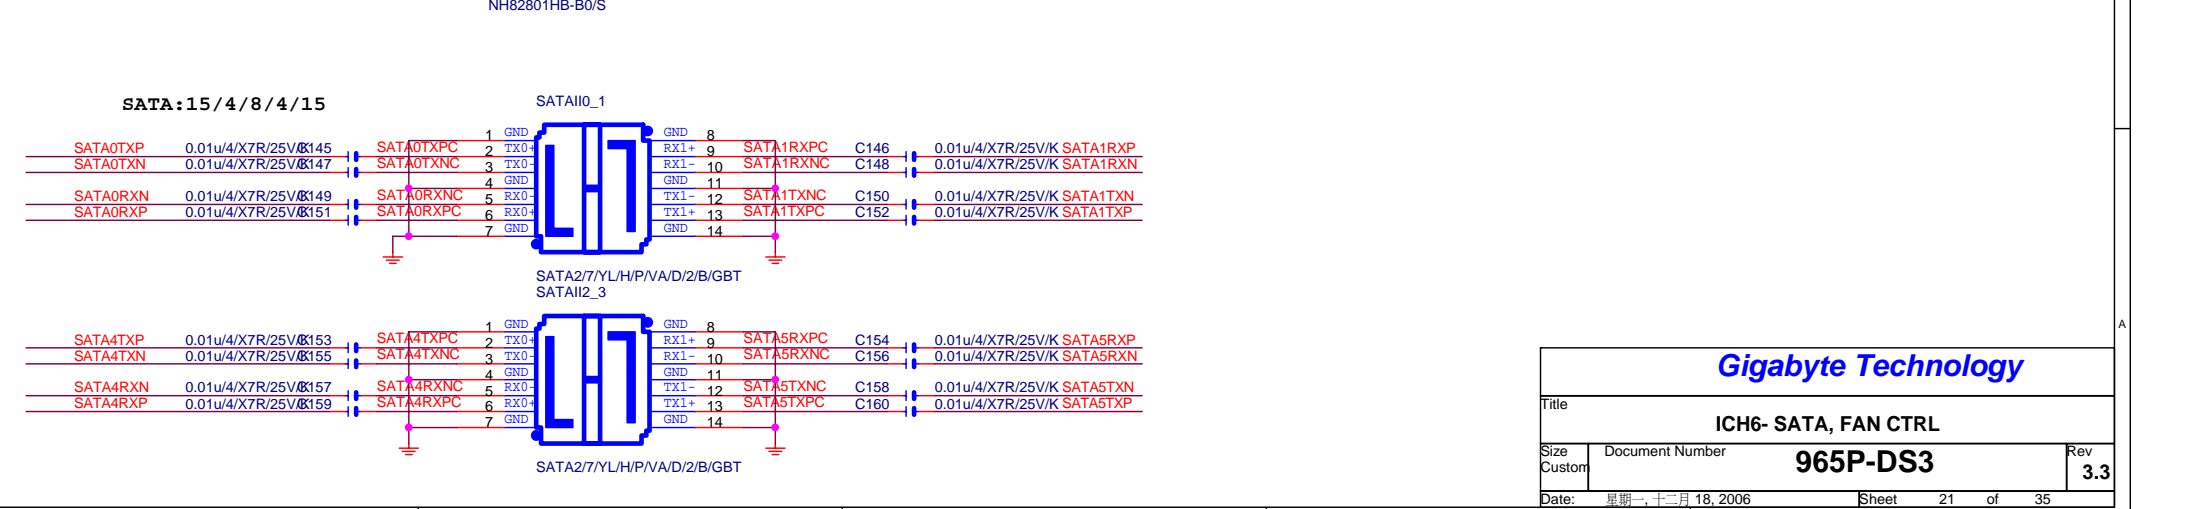 NH82801HB-B0/S
SATA:15/4/8/4/15
SATAII0_1
1 GND GND 8
SATA0TXP 0.01u/4/X7R/25V/K C145 SATA0TXPC 2 TX0+ RX1+ 9 SATA1RXPC C146 0.01u/4/X7R/25V/K SATA1RXP
SATA0TXN 0.01u/4/X7R/25V/K C147 SATA0TXNC 3 TX0- RX1- 10 SATA1RXNC C148 0.01u/4/X7R/25V/K SATA1RXN
4 GND GND 11
SATA0RXN 0.01u/4/X7R/25V/K C149 SATA0RXNC 5 RX0- TX1- 12 SATA1TXNC C150 0.01u/4/X7R/25V/K SATA1TXN
SATA0RXP 0.01u/4/X7R/25V/K C151 SATA0RXPC 6 RX0+ TX1+ 13 SATA1TXPC C152 0.01u/4/X7R/25V/K SATA1TXP
7 GND GND 14
SATA2/7/YL/H/P/VA/D/2/B/GBT
SATAII2_3
1 GND GND 8
SATA4TXP 0.01u/4/X7R/25V/K C153 SATA4TXPC 2 TX0+ RX1+ 9 SATA5RXPC C154 0.01u/4/X7R/25V/K SATA5RXP
SATA4TXN 0.01u/4/X7R/25V/K C155 SATA4TXNC 3 TX0- RX1- 10 SATA5RXNC C156 0.01u/4/X7R/25V/K SATA5RXN
4 GND GND 11
SATA4RXN 0.01u/4/X7R/25V/K C157 SATA4RXNC 5 RX0- TX1- 12 SATA5TXNC C158 0.01u/4/X7R/25V/K SATA5TXN
SATA4RXP 0.01u/4/X7R/25V/K C159 SATA4RXPC 6 RX0+ TX1+ 13 SATA5TXPC C160 0.01u/4/X7R/25V/K SATA5TXP
7 GND GND 14
SATA2/7/YL/H/P/VA/D/2/B/GBT
A
Gigabyte Technology
Title
ICH6- SATA, FAN CTRL
Size Document Number Rev
Custom 965P-DS3 3.3
Date: 星期一, 十二月 18, 2006 Sheet 21 of 35